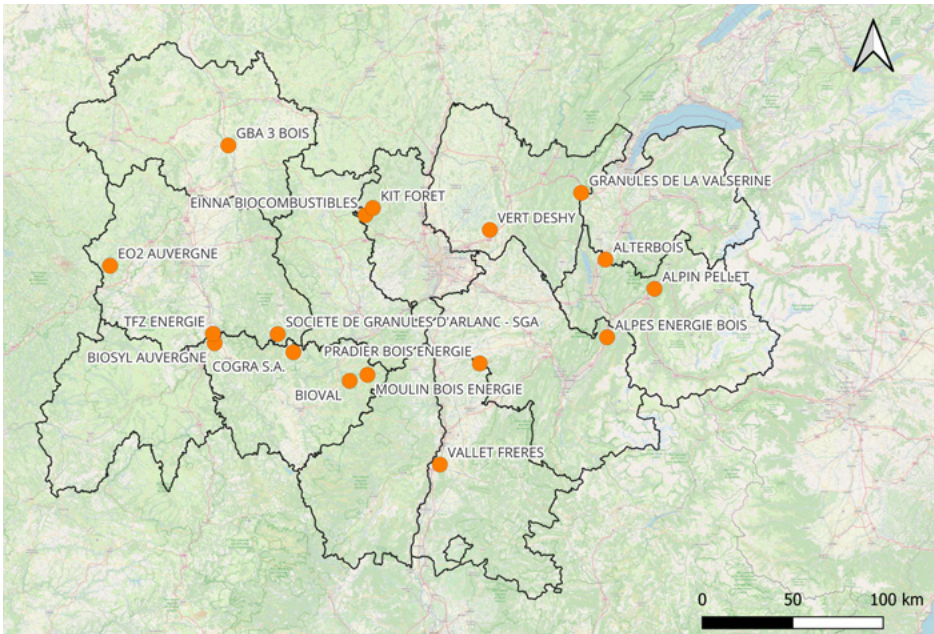 GBA 3 BOIS
GRANULES DE LA VALSERINE
EINNA BIOCOMBUSTIBLES
KIT FORET
VERT DESHY
EO2 AUVERGNE
ALTERBOIS
ALPIN PELLET
TFZ ENERGIE
SOCIETE DE GRANULES D'ARLANC - SGA
ALPES ENERGIE BOIS
BIOSYL AUVERGNE
COGRA S.A.
PRADIER BOIS ENERGIE
BIOVAL
MOULIN BOIS ENERGIE
VALLET FRERES
0 50 100 km